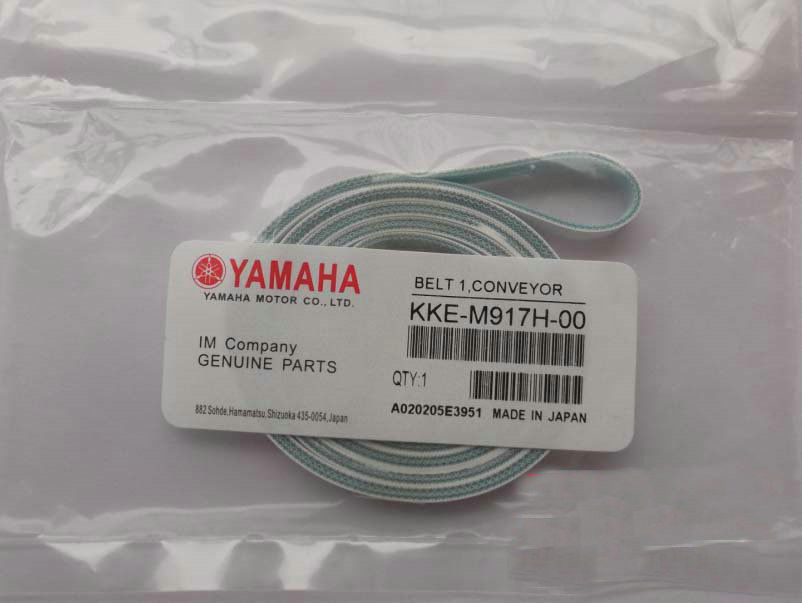 YAMAHA
YAMAHA MOTOR CO., LTD.
IM Company
GENUINE PARTS
882 Sohde,Hamamatsu,Shizuoka 435-0054,Japan
BELT 1,CONVEYOR
KKE-M917H-00
QTY:1
A020205E3951 MADE IN JAPAN